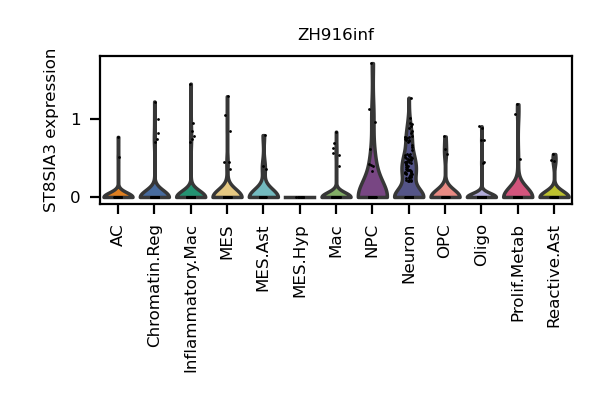 ZH916inf
ST8SIA3 expression
1
0
AC
Chromatin.Reg
Inflammatory.Mac
MES
MES.Ast
MES.Hyp
Mac
NPC
Neuron
OPC
Oligo
Prolif.Metab
Reactive.Ast